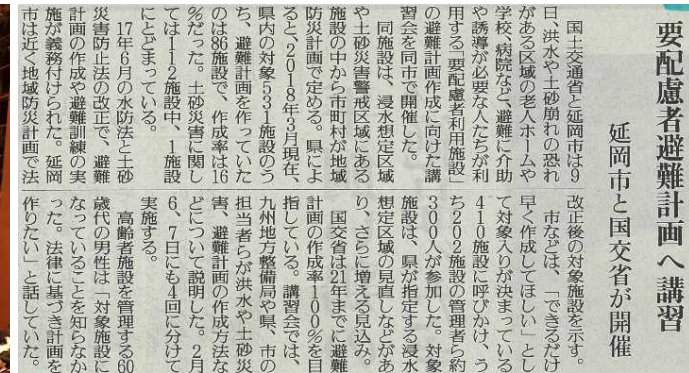 要配慮者避難計画へ講習
延岡市と国交省が開催
国土交通省と延岡市は9
日、洪水や土砂崩れの恐れ
がある区域の老人ホームや
学校、病院など、避難に介助
や誘導が必要な人たちが利
用する「要配慮者利用施設」
の避難計画作成に向けた講
習会を同市で開催した。
同施設は、浸水想定区域
や土砂災害警戒区域にある
施設の中から市町村が地域
防災計画で定める。県によ
ると、2018年3月現在、
県内の対象531施設のう
ち、避難計画を作っていた
のは86施設で、作成率は16
%だった。土砂災害に関し
ては112施設中、1施設
にとどまっている。
17年6月の水防法と土砂
災害防止法の改正で、避難
計画の作成や避難訓練の実
施が義務付けられた。延岡
市は近く地域防災計画で法
改正後の対象施設を示す。
市などは、「できるだけ
早く作成してほしい」とし
て対象入りが決まっている
410施設に呼びかけ、う
ち202施設の管理者ら約
300人が参加した。対象
施設は、県が指定する浸水
想定区域の見直しなどがあ
り、さらに増える見込み。
国交省は21年までに避難
計画の作成率100%を目
指している。講習会では、
九州地方整備局や県、市の
担当者らが洪水や土砂災
害、避難計画の作成方法な
どについて説明した。2月
6、7日にも4回に分けて
実施する。
高齢者施設を管理する60
歳代の男性は「対象施設に
なっていることを知らなか
った。法律に基づき計画を
作りたい」と話していた。